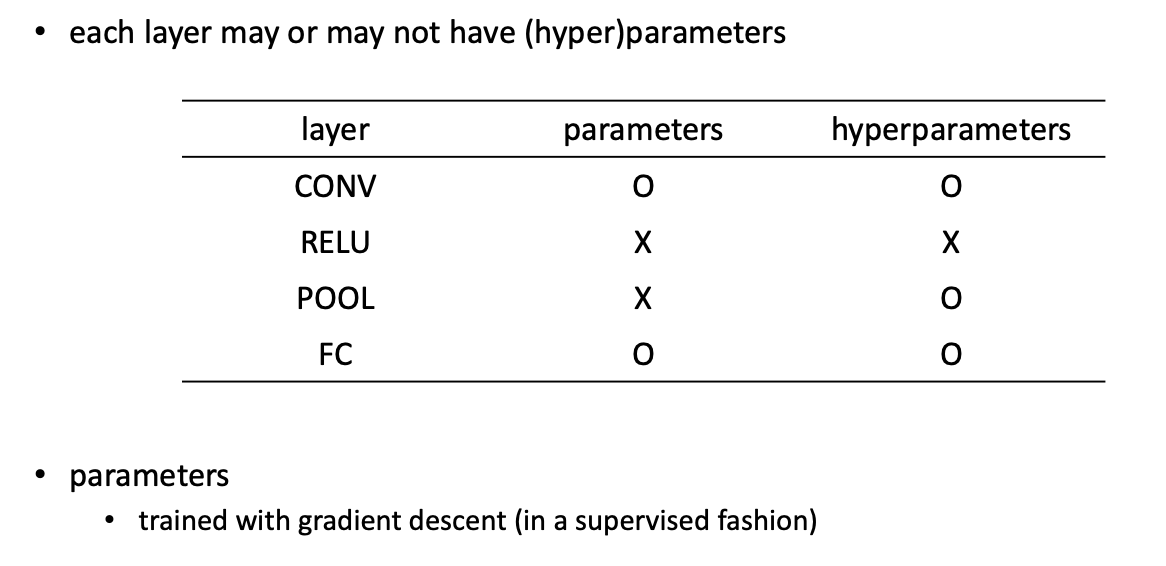 • each layer may or may not have (hyper)parameters
layer parameters hyperparameters
CONV O O
RELU X X
POOL X O
FC O O
• parameters
• trained with gradient descent (in a supervised fashion)